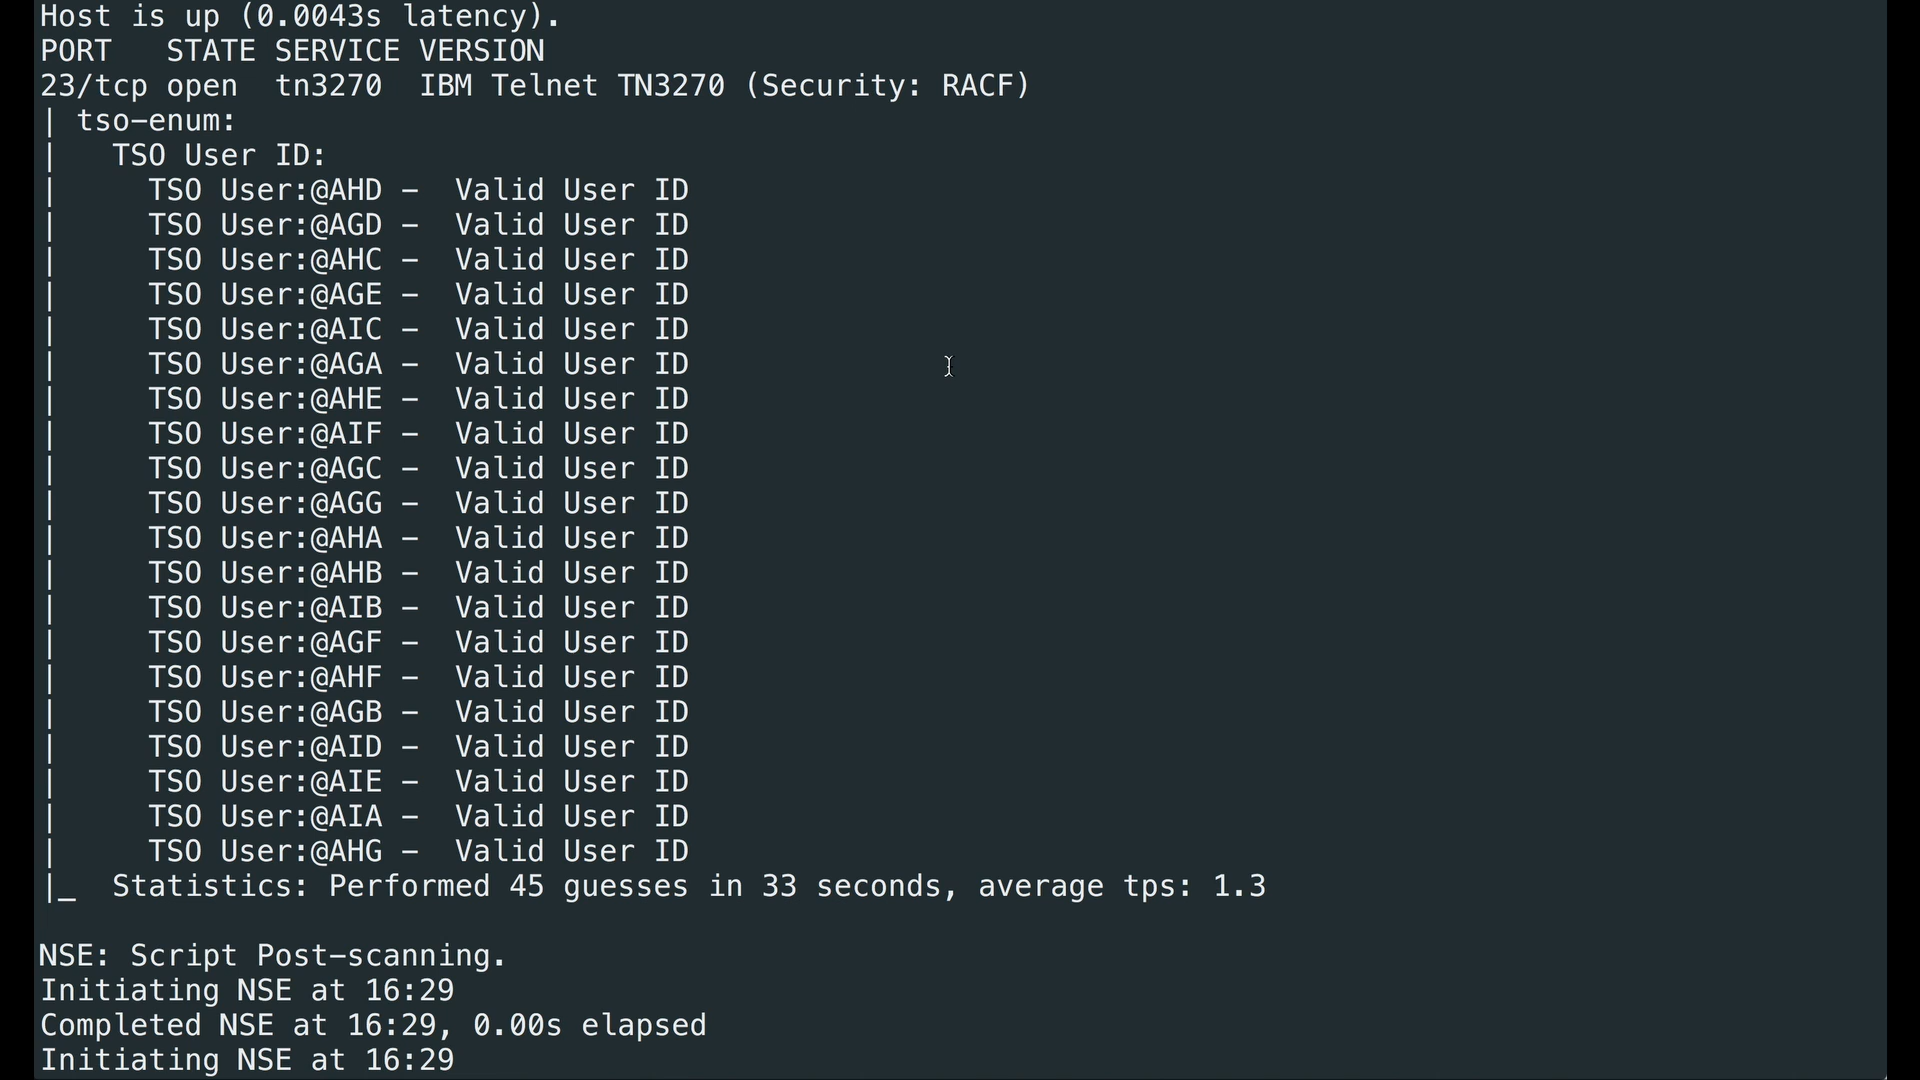 Host is up (0.0043s latency).
PORT   STATE SERVICE VERSION
23/tcp open  tn3270  IBM Telnet TN3270 (Security: RACF)
| tso-enum:
|   TSO User ID:
|     TSO User:@AHD -  Valid User ID
|     TSO User:@AGD -  Valid User ID
|     TSO User:@AHC -  Valid User ID
|     TSO User:@AGE -  Valid User ID
|     TSO User:@AIC -  Valid User ID
|     TSO User:@AGA -  Valid User ID
|     TSO User:@AHE -  Valid User ID
|     TSO User:@AIF -  Valid User ID
|     TSO User:@AGC -  Valid User ID
|     TSO User:@AGG -  Valid User ID
|     TSO User:@AHA -  Valid User ID
|     TSO User:@AHB -  Valid User ID
|     TSO User:@AIB -  Valid User ID
|     TSO User:@AGF -  Valid User ID
|     TSO User:@AHF -  Valid User ID
|     TSO User:@AGB -  Valid User ID
|     TSO User:@AID -  Valid User ID
|     TSO User:@AIE -  Valid User ID
|     TSO User:@AIA -  Valid User ID
|     TSO User:@AHG -  Valid User ID
|_  Statistics: Performed 45 guesses in 33 seconds, average tps: 1.3
NSE: Script Post-scanning.
Initiating NSE at 16:29
Completed NSE at 16:29, 0.00s elapsed
Initiating NSE at 16:29